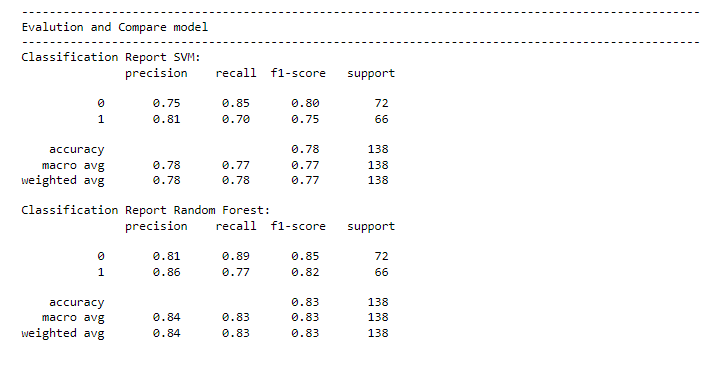 --------------------------------------------------------------------------------------------------
Evalution and Compare model
--------------------------------------------------------------------------------------------------
Classification Report SVM:
precision recall f1-score support
0 0.75 0.85 0.80 72
1 0.81 0.70 0.75 66
accuracy 0.78 138
macro avg 0.78 0.77 0.77 138
weighted avg 0.78 0.78 0.77 138
Classification Report Random Forest:
precision recall f1-score support
0 0.81 0.89 0.85 72
1 0.86 0.77 0.82 66
accuracy 0.83 138
macro avg 0.84 0.83 0.83 138
weighted avg 0.84 0.83 0.83 138